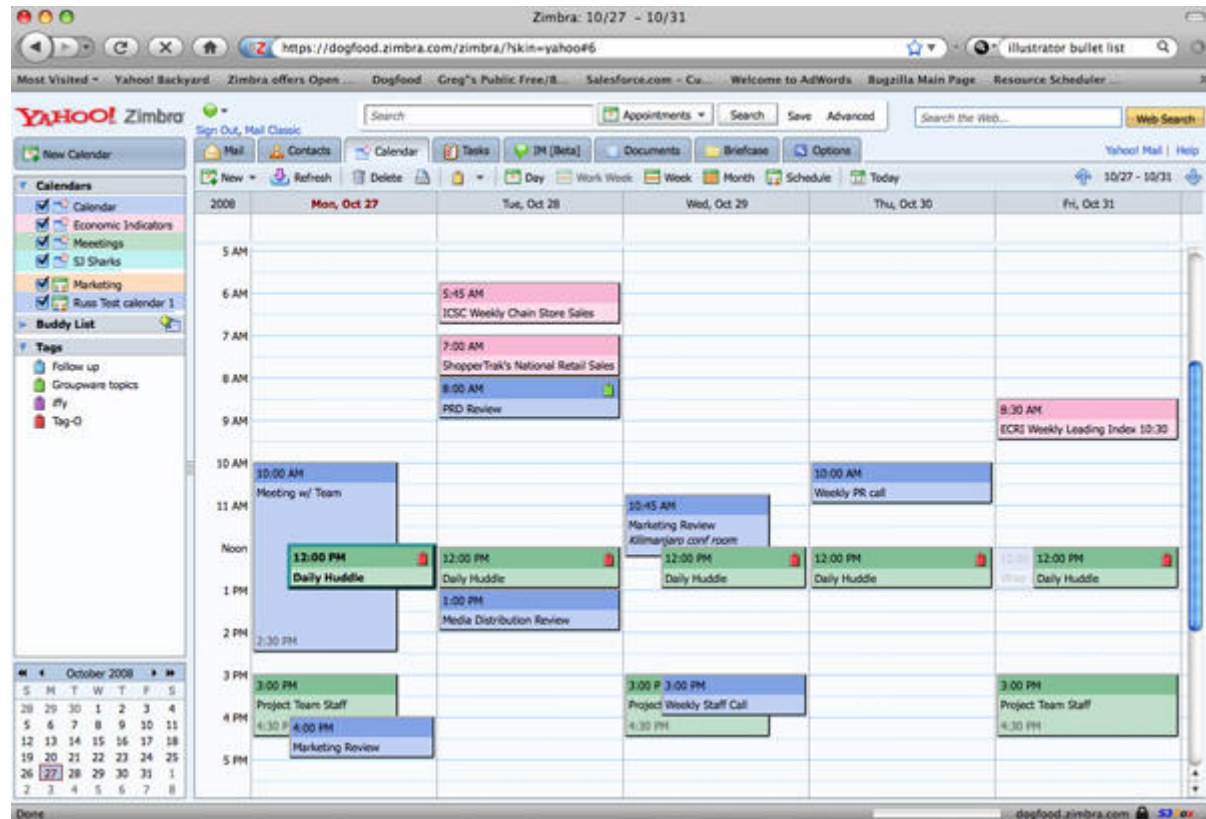 Zimbra: 10/27 - 10/31
https://dogfood.zimbra.com/zimbra/?skin=yahoo#6
illustrator bullet list
Most Visited Yahoo! Backyard Zimbra offers Open ... Dogfood Greg"s Public Free/B... Salesforce.com - Cu... Welcome to AdWords Bugzilla Main Page Resource Scheduler ...
YAHOO! Zimbra
Sign Out, Mail Classic
Search
Appointments Search Save Advanced
Search the Web...
Web Search
New Calendar
Mail Contacts Calendar Tasks IM [Beta] Documents Briefcase Options
Yahoo! Mail | Help
New Refresh Delete Day Work Week Week Month Schedule Today
10/27 - 10/31
Calendars
Calendar
Economic Indicators
Meeetings
SJ Sharks
Marketing
Russ Test calendar 1
Buddy List
Tags
Follow up
Groupware topics
iffy
Tag-O
2008 Mon, Oct 27 Tue, Oct 28 Wed, Oct 29 Thu, Oct 30 Fri, Oct 31
5 AM
6 AM
7 AM
8 AM
9 AM
10 AM
11 AM
Noon
1 PM
2 PM
3 PM
4 PM
5 PM
10:00 AM
Meeting w/ Team
2:30 PM
12:00 PM
Daily Huddle
3:00 PM
Project Team Staff
4:30 P
4:00 PM
Marketing Review
5:45 AM
ICSC Weekly Chain Store Sales
7:00 AM
ShopperTrak's National Retail Sales
8:00 AM
PRD Review
12:00 PM
Daily Huddle
1:00 PM
Media Distribution Review
10:45 AM
Marketing Review
Kilimanjaro conf room
12:00 PM
Daily Huddle
3:00 P
Project
4:30 PM
3:00 PM
Weekly Staff Call
10:00 AM
Weekly PR call
12:00 PM
Daily Huddle
8:30 AM
ECRI Weekly Leading Index 10:30
12:00 PM
Daily Huddle
3:00 PM
Project Team Staff
4:30 PM
October 2008
S M T W T F S
28 29 30 1 2 3 4
5 6 7 8 9 10 11
12 13 14 15 16 17 18
19 20 21 22 23 24 25
26 27 28 29 30 31 1
2 3 4 5 6 7 8
Done
dogfood.zimbra.com